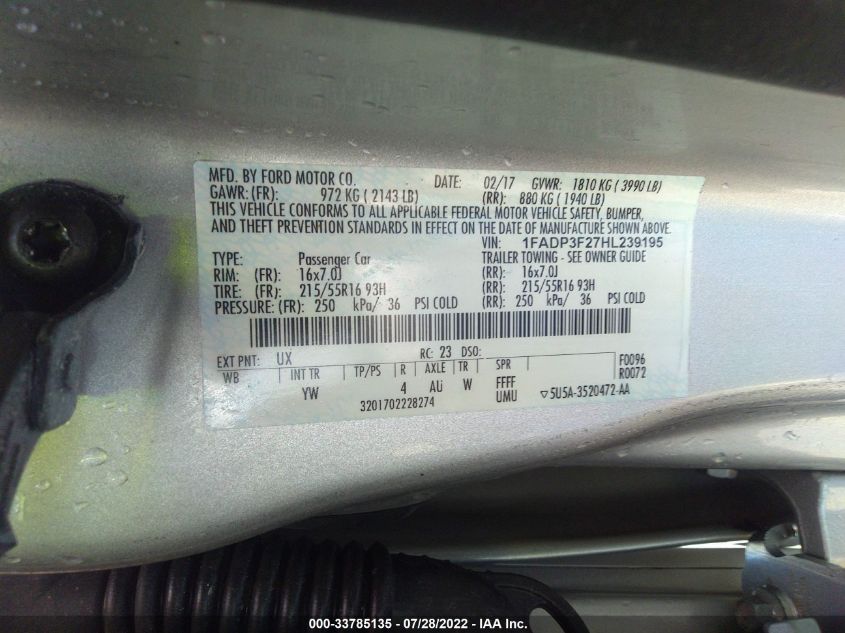 MFD. BY FORD MOTOR CO. DATE: 02/17 GVWR: 1810 KG ( 3990 LB)
GAWR: (FR): 972 KG ( 2143 LB) (RR): 880 KG ( 1940 LB)
THIS VEHICLE CONFORMS TO ALL APPLICABLE FEDERAL MOTOR VEHICLE SAFETY, BUMPER,
AND THEFT PREVENTION STANDARDS IN EFFECT ON THE DATE OF MANUFACTURE SHOWN ABOVE.
VIN: 1FADP3F27HL239195
TYPE: Passenger Car TRAILER TOWING - SEE OWNER GUIDE
RIM: (FR): 16x7.0J (RR): 16x7.0J
TIRE: (FR): 215/55R16 93H (RR): 215/55R16 93H
PRESSURE: (FR): 250 kPa/ 36 PSI COLD (RR): 250 kPa/ 36 PSI COLD
EXT PNT: UX RC: 23 DSO: F0096
WB INT TR TP/PS R AXLE TR SPR R0072
YW 4 AU W FFFF
3201702228274 UMU ▽5U5A-3520472-AA
000-33785135 - 07/28/2022 - IAA Inc.